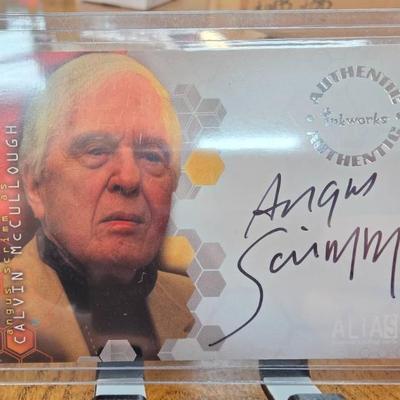 angus scrimm as
CALVIN McCULLOUGH
AUTHENTIC
inkworks
AUTHENTIC
Angus
Scrimm
ALIAS